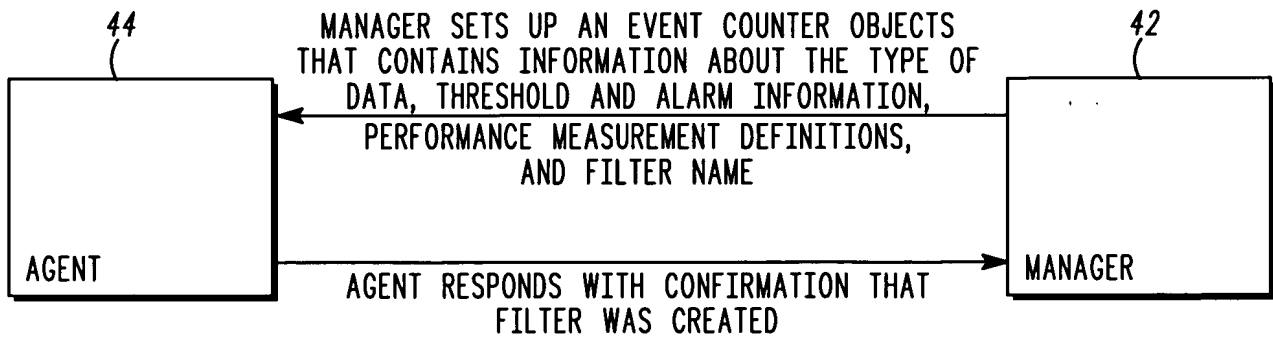 44
42
MANAGER SETS UP AN EVENT COUNTER OBJECTS
THAT CONTAINS INFORMATION ABOUT THE TYPE OF
DATA, THRESHOLD AND ALARM INFORMATION,
PERFORMANCE MEASUREMENT DEFINITIONS,
AND FILTER NAME
AGENT
MANAGER
AGENT RESPONDS WITH CONFIRMATION THAT
FILTER WAS CREATED